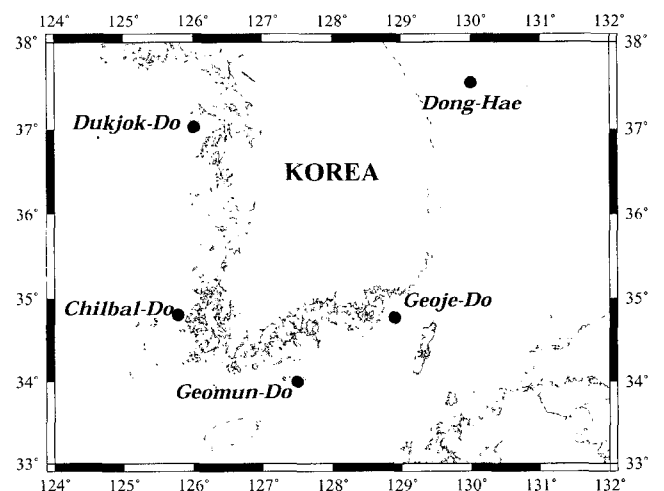 124° 125° 126° 127° 128° 129° 130° 131° 132°
38° 38°
Dong-Hae
Dukjok-Do
37° 37°
KOREA
36° 36°
35° 35°
Chilbal-Do
Geoje-Do
34° 34°
Geomun-Do
33° 33°
124° 125° 126° 127° 128° 129° 130° 131° 132°